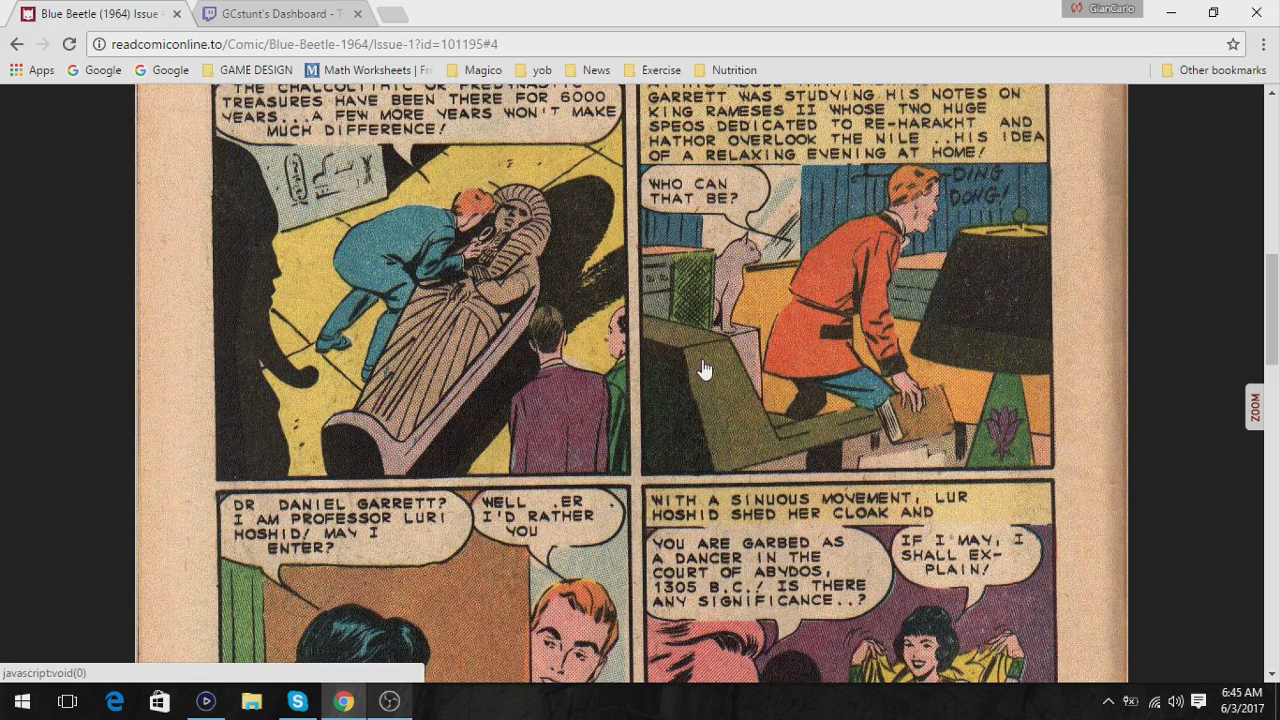 Blue Beetle (1964) Issue
GCstunt's Dashboard - T
GianCarlo
readcomiconline.to/Comic/Blue-Beetle-1964/Issue-1?id=101195#4
Apps
Google
Google
GAME DESIGN
Math Worksheets | Fr
Magico
yob
News
Exercise
Nutrition
Other bookmarks
THE CHALCOLITHIC OR
TREASURES HAVE BEEN THERE FOR 6000
YEARS...A FEW MORE YEARS WON'T MAKE
MUCH DIFFERENCE!
GARRETT WAS STUDYING HIS NOTES ON
KING RAMESES II WHOSE TWO HUGE
SPEOS DEDICATED TO RE-HARAKHT AND
HATHOR OVERLOOK THE NILE ..HIS IDEA
OF A RELAXING EVENING AT HOME!
WHO CAN
THAT BE?
DING
DONG!
ZOOM
DR DANIEL GARRETT?
I AM PROFESSOR LURI
HOSHID! MAY I
ENTER?
WELL .ER .
I'D RATHER
YOU
WITH A SINUOUS MOVEMENT, LUR
HOSHID SHED HER CLOAK AND
YOU ARE GARBED AS
A DANCER IN THE
COURT OF ABYDOS,
1305 B.C.! IS THERE
ANY SIGNIFICANCE..?
IF I MAY, I
SHALL EX-
PLAIN!
javascript:void(0)
6:45 AM
6/3/2017